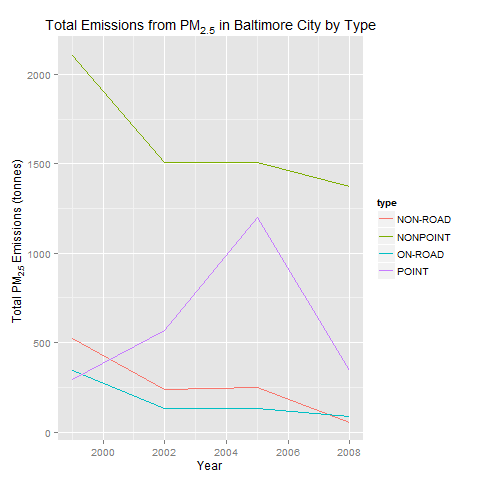 Total Emissions from PM2.5 in Baltimore City by Type
Total PM2.5 Emissions (tonnes)
2000
1500
1000
500
0
2000
2002
2004
2006
2008
Year
type
NON-ROAD
NONPOINT
ON-ROAD
POINT